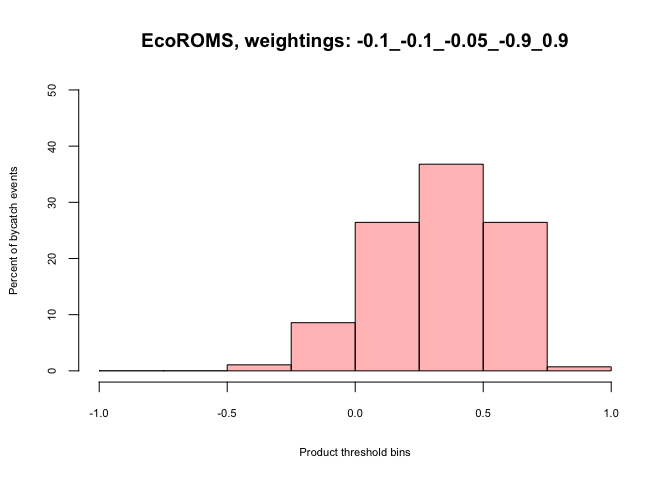 EcoROMS, weightings: -0.1_-0.1_-0.05_-0.9_0.9
50
40
30
20
10
0
Percent of bycatch events
-1.0 -0.5 0.0 0.5 1.0
Product threshold bins